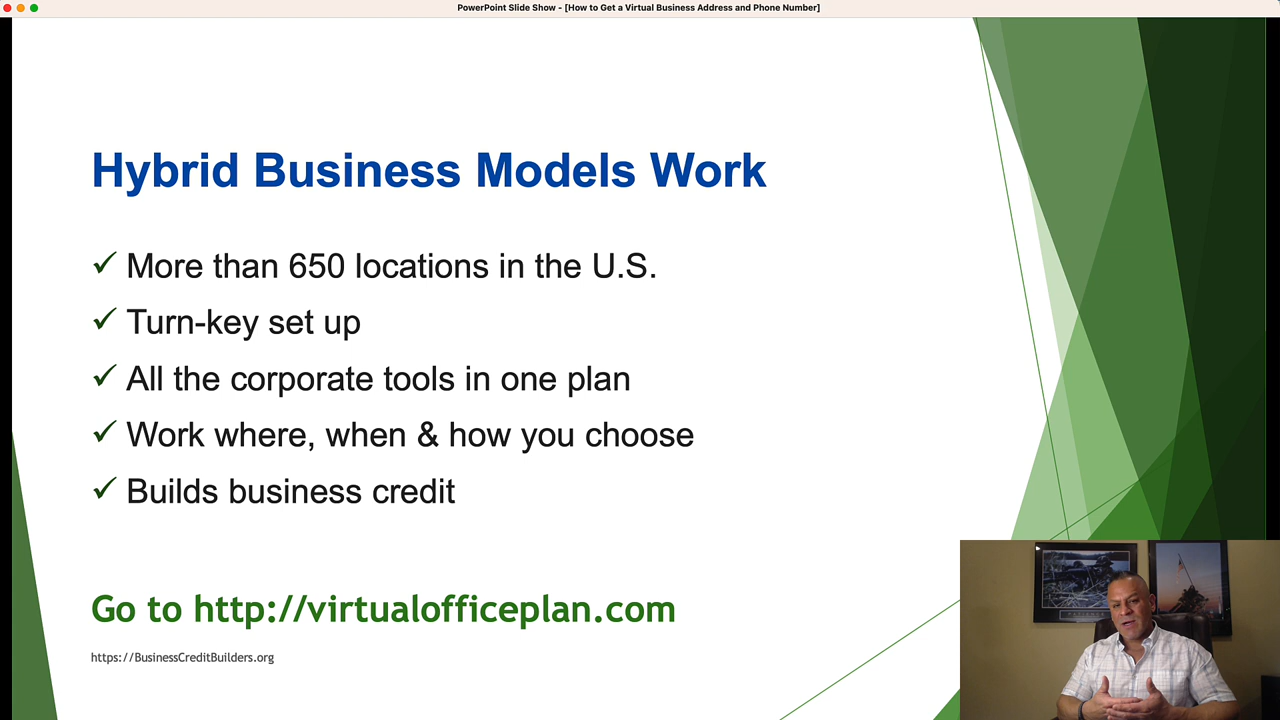 PowerPoint Slide Show - [How to Get a Virtual Business Address and Phone Number]
Hybrid Business Models Work
✓ More than 650 locations in the U.S.
✓ Turn-key set up
✓ All the corporate tools in one plan
✓ Work where, when & how you choose
✓ Builds business credit
Go to http://virtualofficeplan.com
https://BusinessCreditBuilders.org